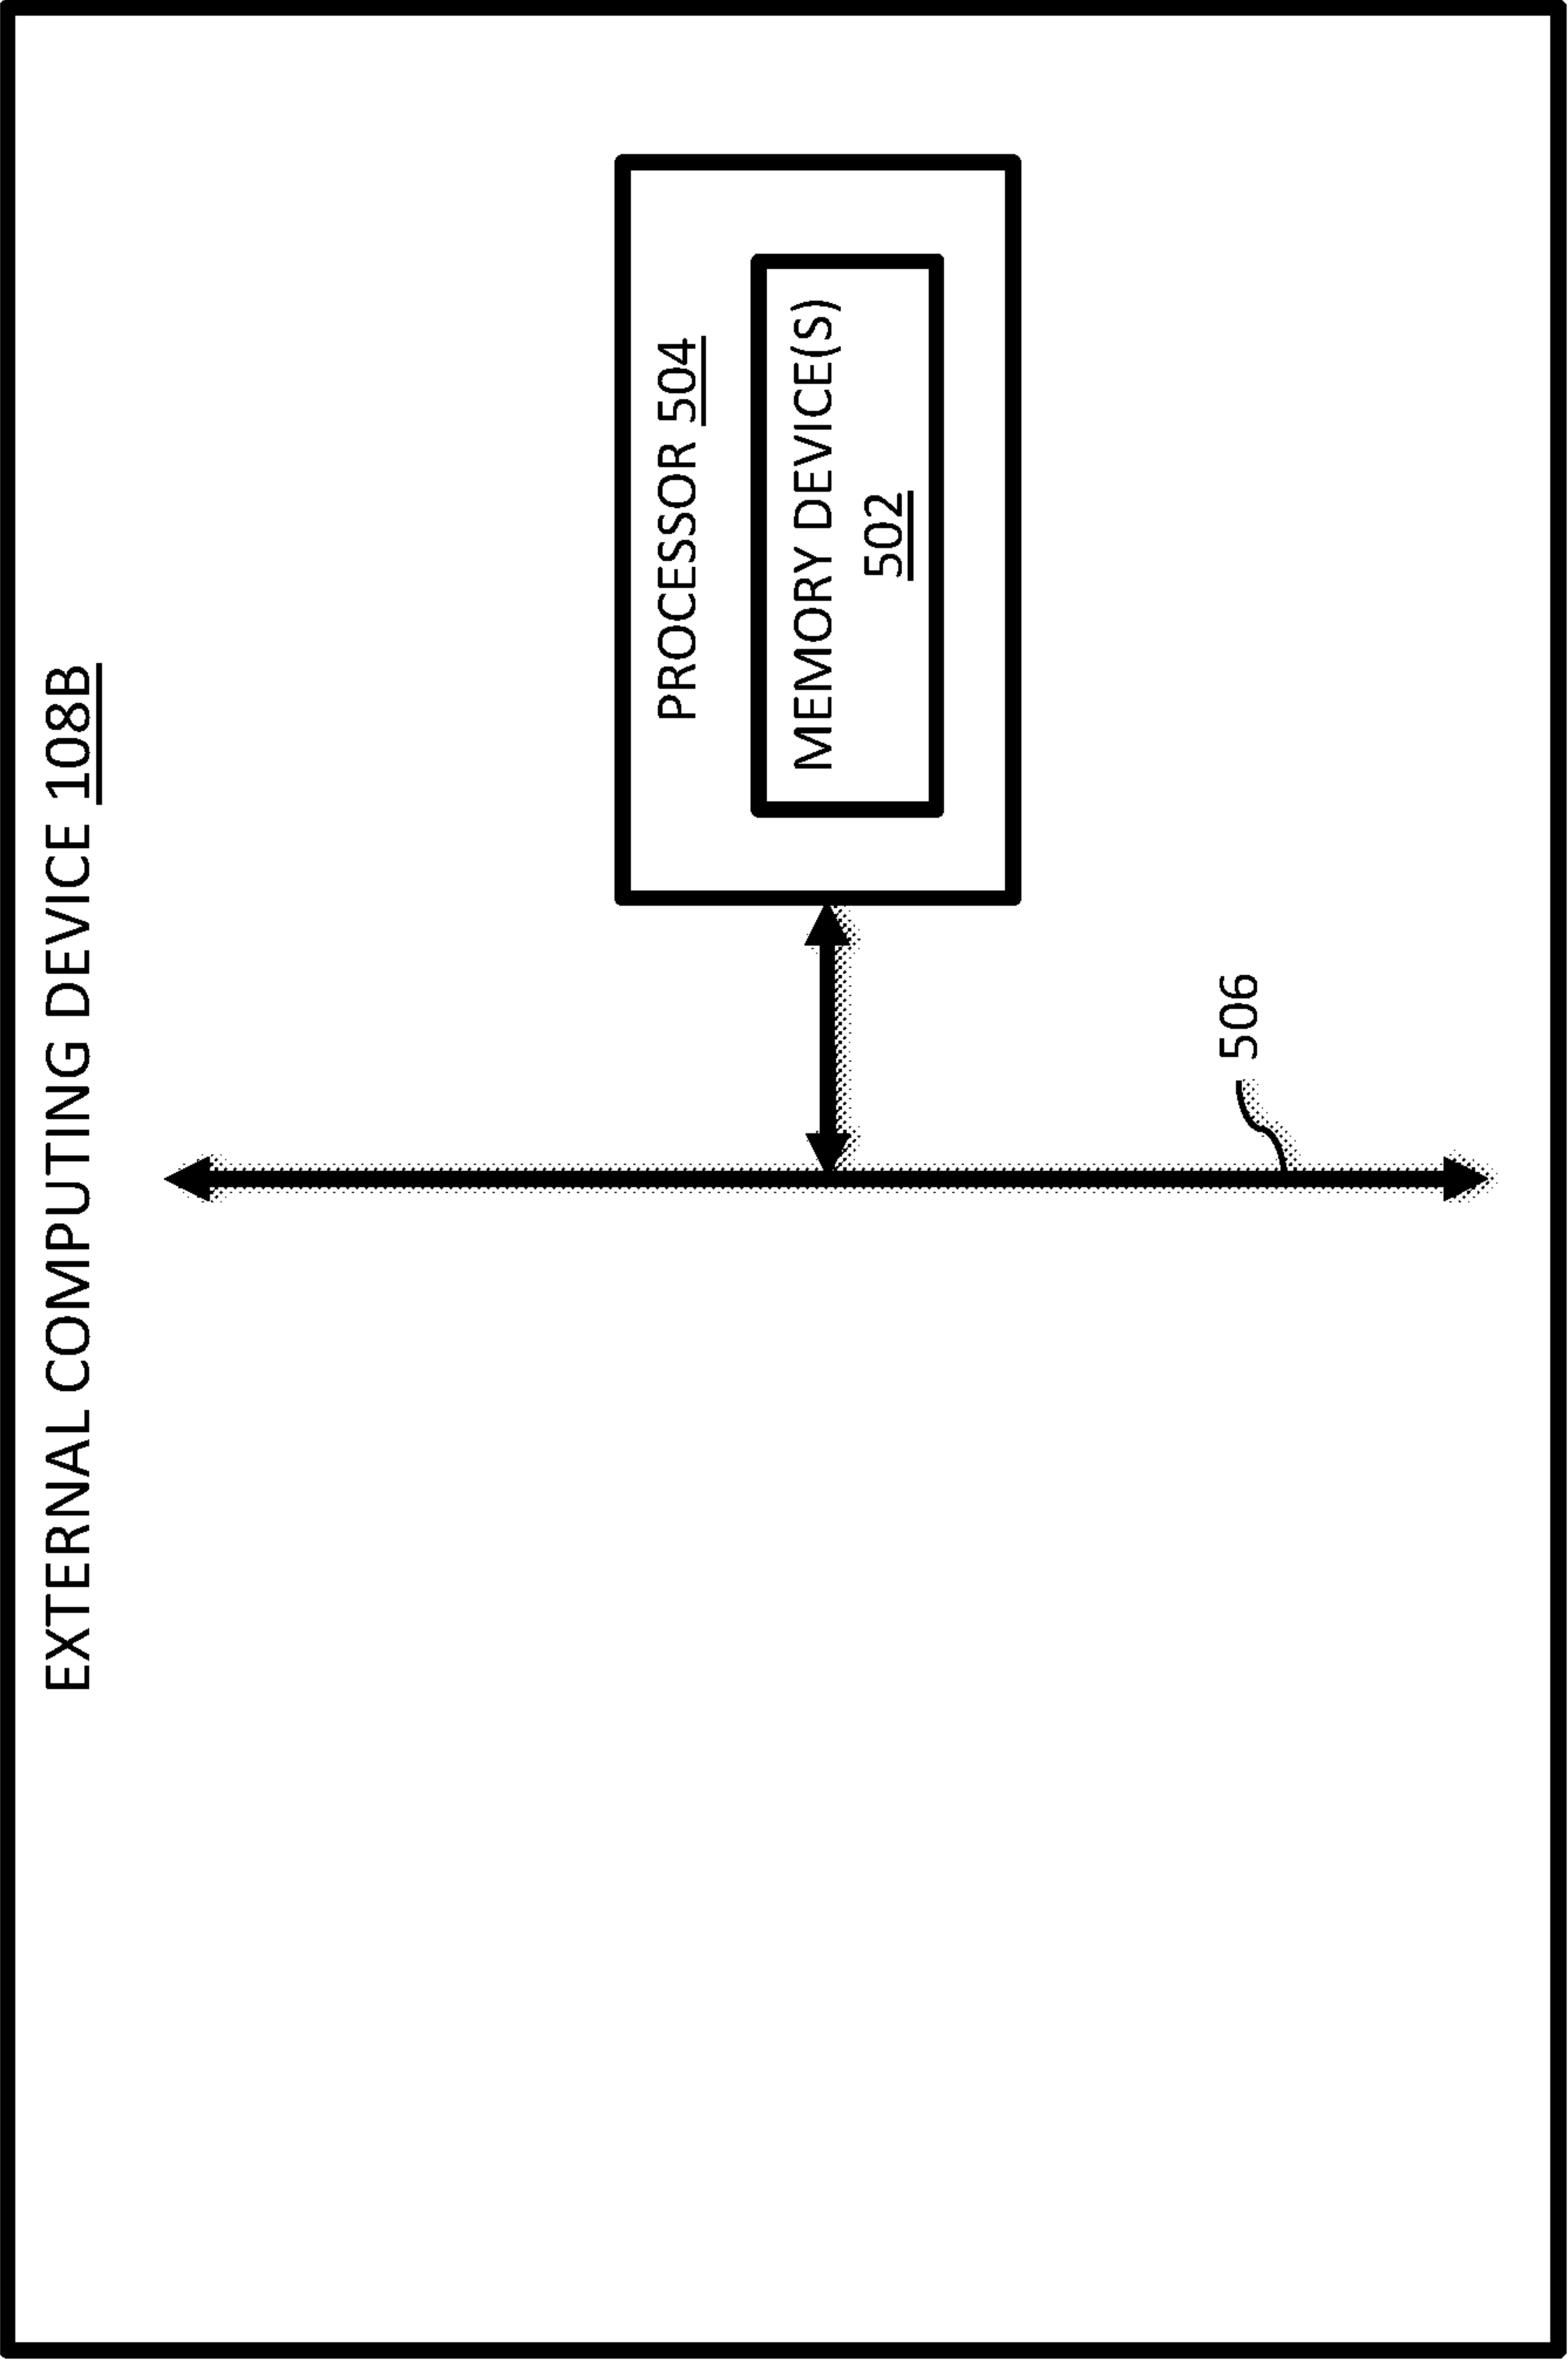 EXTERNAL COMPUTING DEVICE 108B
PROCESSOR 504
MEMORY DEVICE(S)
502
506